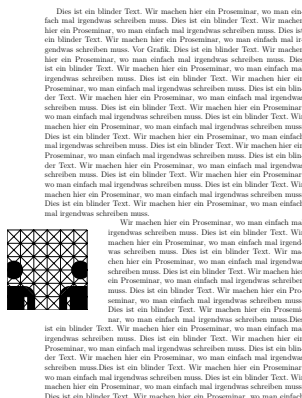 Dies ist ein blinder Text. Wir machen hier ein Proseminar, wo man ein-
fach mal irgendwas schreiben muss. Dies ist ein blinder Text. Wir machen
hier ein Proseminar, wo man einfach mal irgendwas schreiben muss. Dies ist
ein blinder Text. Wir machen hier ein Proseminar, wo man einfach mal ir-
gendwas schreiben muss. Vor Grafik. Dies ist ein blinder Text. Wir machen
hier ein Proseminar, wo man einfach mal irgendwas schreiben muss. Dies
ist ein blinder Text. Wir machen hier ein Proseminar, wo man einfach mal
irgendwas schreiben muss. Dies ist ein blinder Text. Wir machen hier ein
Proseminar, wo man einfach mal irgendwas schreiben muss. Dies ist ein blin-
der Text. Wir machen hier ein Proseminar, wo man einfach mal irgendwas
schreiben muss. Dies ist ein blinder Text. Wir machen hier ein Proseminar,
wo man einfach mal irgendwas schreiben muss. Dies ist ein blinder Text. Wir
machen hier ein Proseminar, wo man einfach mal irgendwas schreiben muss.
Dies ist ein blinder Text. Wir machen hier ein Proseminar, wo man einfach
mal irgendwas schreiben muss. Dies ist ein blinder Text. Wir machen hier
ein Proseminar, wo man einfach mal irgendwas schreiben muss. Dies ist blin-
der Text. Wir machen hier ein Proseminar, wo man einfach mal irgendwas
schreiben muss. Dies ist ein blinder Text. Wir machen hier ein Proseminar,
wo man einfach mal irgendwas schreiben muss. Dies ist ein blinder Text. Wir
machen hier ein Proseminar, wo man einfach mal irgendwas schreiben muss.
Dies ist ein blinder Text. Wir machen hier ein Proseminar, wo man einfach
mal irgendwas schreiben muss.
Wir machen hier ein Proseminar, wo man einfach mal
irgendwas schreiben muss. Dies ist ein blinder Text. Wir
machen hier ein Proseminar, wo man einfach mal irgend-
was schreiben muss. Dies ist ein blinder Text. Wir ma-
chen hier ein Proseminar, wo man einfach mal irgendwas
schreiben muss. Dies ist ein blinder Text. Wir machen hier
ein Proseminar, wo man einfach mal irgendwas schreiben
muss. Dies ist ein blinder Text. Wir machen hier ein Pro-
seminar, wo man einfach mal irgendwas schreiben muss.
Dies ist ein blinder Text. Wir machen hier ein Prosemi-
nar, wo man einfach mal irgendwas schreiben muss.Dies
ist ein blinder Text. Wir machen hier ein Proseminar, wo man einfach mal
irgendwas schreiben muss. Dies ist ein blinder Text. Wir machen hier ein
Proseminar, wo man einfach mal irgendwas schreiben muss. Dies ist ein blin-
der Text. Wir machen hier ein Proseminar, wo man einfach mal irgendwas
schreiben muss.Dies ist ein blinder Text. Wir machen hier ein Proseminar,
wo man einfach mal irgendwas schreiben muss. Dies ist ein blinder Text. Wir
machen hier ein Proseminar, wo man einfach mal irgendwas schreiben muss.
Dies ist ein blinder Text. Wir machen hier ein Proseminar, wo man einfach